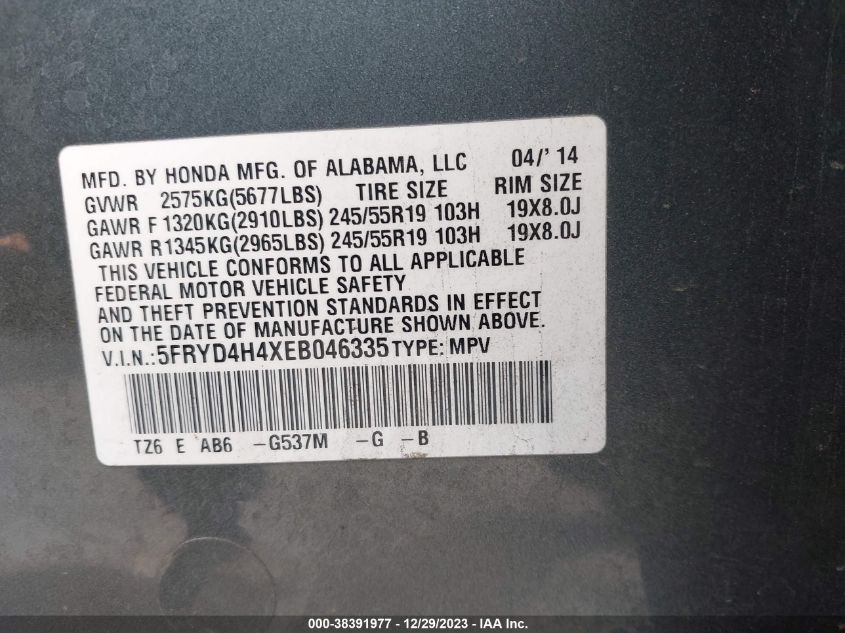 MFD. BY HONDA MFG. OF ALABAMA, LLC 04/' 14
GVWR 2575KG(5677LBS) TIRE SIZE RIM SIZE
GAWR F 1320KG(2910LBS) 245/55R19 103H 19X8.0J
GAWR R1345KG(2965LBS) 245/55R19 103H 19X8.0J
THIS VEHICLE CONFORMS TO ALL APPLICABLE
FEDERAL MOTOR VEHICLE SAFETY
AND THEFT PREVENTION STANDARDS IN EFFECT
ON THE DATE OF MANUFACTURE SHOWN ABOVE.
V.I.N.:5FRYD4H4XEB046335 TYPE: MPV
TZ6 E AB6 -G537M -G -B
000-38391977 - 12/29/2023 - IAA Inc.